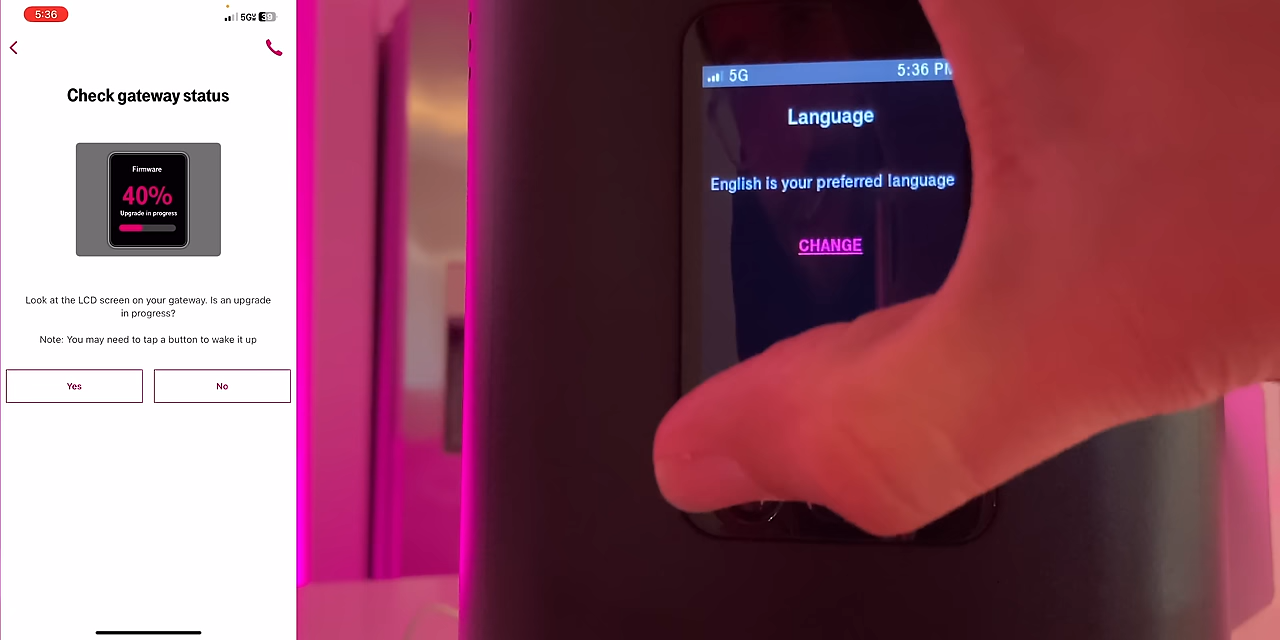 5:36
5G
39
Check gateway status
Firmware
40%
Upgrade in progress
Look at the LCD screen on your gateway. Is an upgrade
in progress?
Note: You may need to tap a button to wake it up
Yes
No
5G
5:36
Language
English is your preferred language
CHANGE